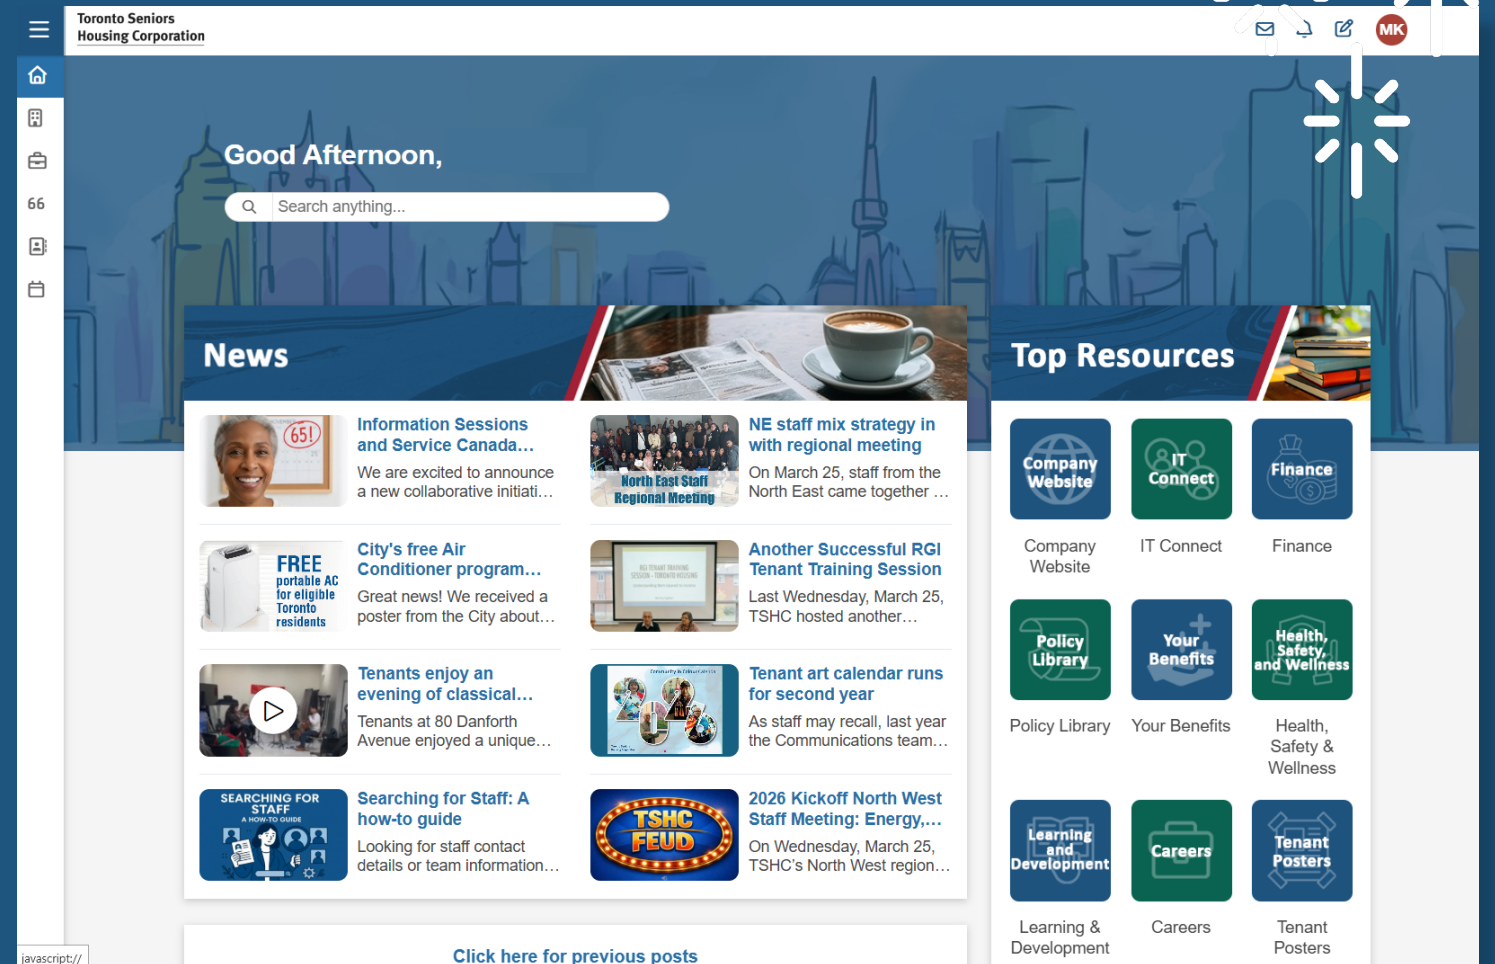 Toronto Seniors
Housing Corporation
MK
Good Afternoon,
Search anything...
66
News
Top Resources
65!
Information Sessions
and Service Canada…
We are excited to announce
a new collaborative initiati…
North East Staff
Regional Meeting
NE staff mix strategy in
with regional meeting
On March 25, staff from the
North East came together …
FREE
portable AC
for eligible
Toronto
residents
City's free Air
Conditioner program…
Great news! We received a
poster from the City about…
RGI TENANT TRAINING
SESSION - TORONTO HOUSING
Another Successful RGI
Tenant Training Session
Last Wednesday, March 25,
TSHC hosted another…
Tenants enjoy an
evening of classical…
Tenants at 80 Danforth
Avenue enjoyed a unique…
2026
Tenant art calendar runs
for second year
As staff may recall, last year
the Communications team…
SEARCHING FOR
STAFF
A HOW-TO GUIDE
Searching for Staff: A
how-to guide
Looking for staff contact
details or team information…
TSHC
FEUD
2026 Kickoff North West
Staff Meeting: Energy,…
On Wednesday, March 25,
TSHC's North West region…
Click here for previous posts
Company
Website
IT
Connect
Finance
Company
Website
IT Connect
Finance
Policy
Library
Your
Benefits
Health,
Safety,
and Wellness
Policy Library
Your Benefits
Health,
Safety &
Wellness
Learning
and
Development
Careers
Tenant
Posters
Learning &
Development
Careers
Tenant
Posters
javascript://